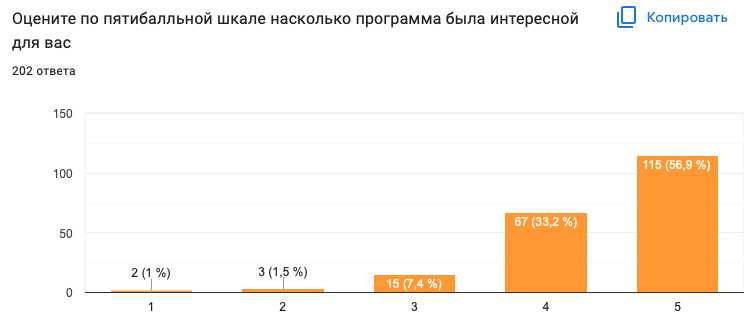 Оцените по пятибалльной шкале насколько программа была интересной
для вас
Копировать
202 ответа
150
100
50
0
2 (1 %)
3 (1,5 %)
15 (7,4 %)
67 (33,2 %)
115 (56,9 %)
1
2
3
4
5